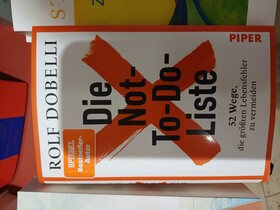 ROLF DOBELLI
Die
Not-
To-Do-
Liste
52 Wege,
die größten Lebensfehler
zu vermeiden
PIPER
SPIEGEL
Bestseller-
Autor